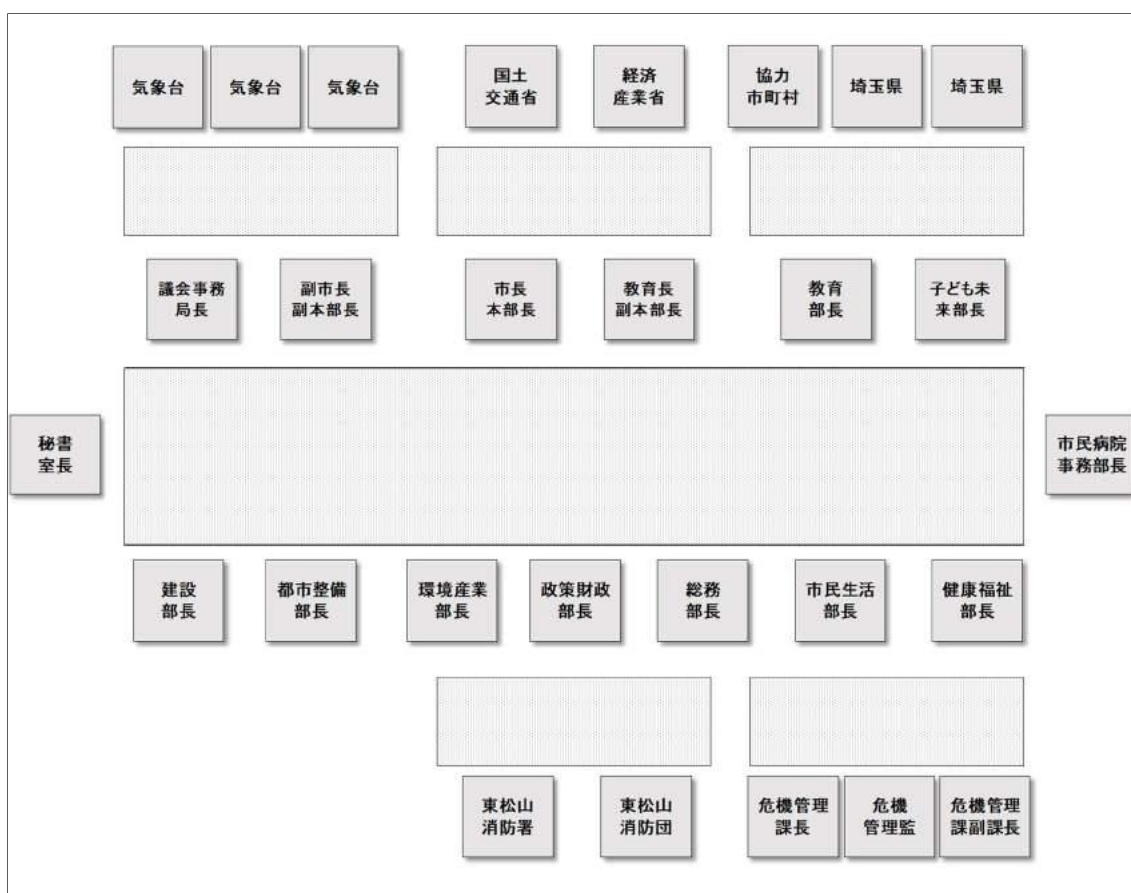 気象台
気象台
気象台
国土
交通省
経済
産業省
協力
市町村
埼玉県
埼玉県
議会事務
局長
副市長
副本部長
市長
本部長
教育長
副本部長
教育
部長
子ども未
来部長
秘書
室長
市民病院
事務部長
建設
部長
都市整備
部長
環境産業
部長
政策財政
部長
総務
部長
市民生活
部長
健康福祉
部長
東松山
消防署
東松山
消防団
危機管理
課長
危機
管理監
危機管理
課副課長